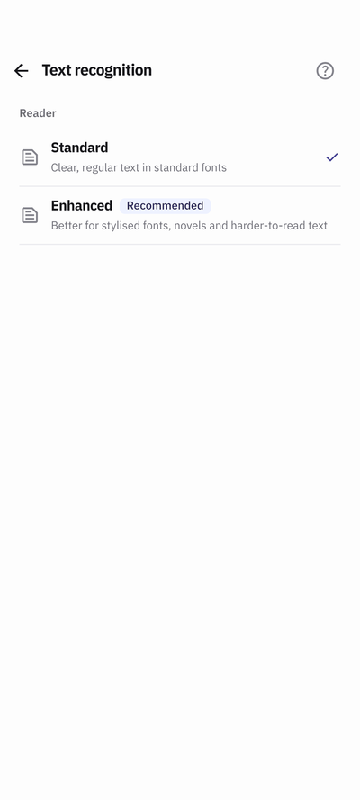 Text recognition
Reader
Standard
Clear, regular text in standard fonts
Enhanced Recommended
Better for stylised fonts, novels and harder-to-read text